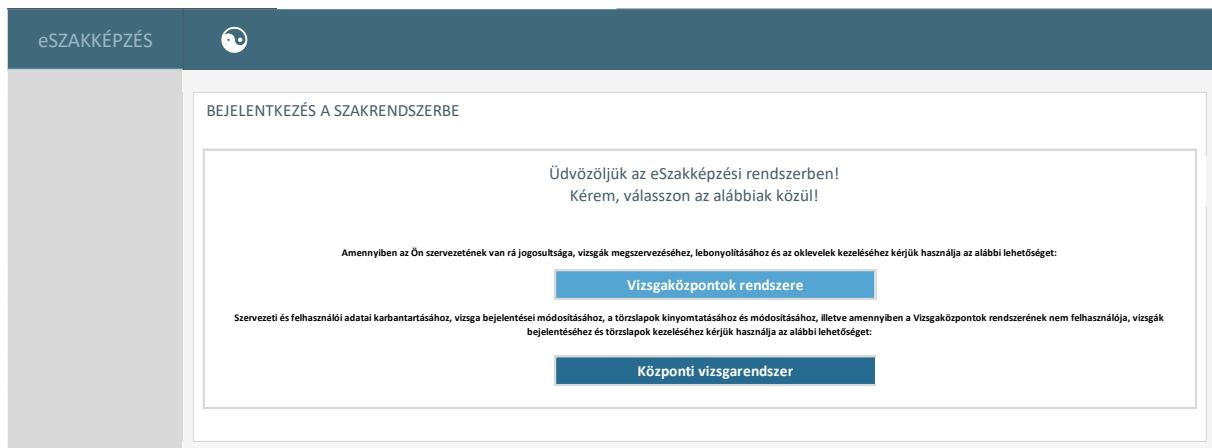 eSZAKKÉPZÉS
BEJELENTKEZÉS A SZAKRENDSZERBE
Üdvözöljük az eSzakképzési rendszerben!
Kérem, válasszon az alábbiak közül!
Amennyiben az Ön szervezetének van rá jogosultsága, vizsgák megszervezéséhez, lebonyolításához és az oklevelek kezeléséhez kérjük használja az alábbi lehetőséget:
Vizsgaközpontok rendszere
Szervezeti és felhasználói adatai karbantartásához, vizsga bejelentései módosításához, a törzslapok kinyomtatásához és módosításához, illetve amennyiben a Vizsgaközpontok rendszerének nem felhasználója, vizsgák
bejelentéséhez és törzslapok kezeléséhez kérjük használja az alábbi lehetőséget:
Központi vizsgarendszer